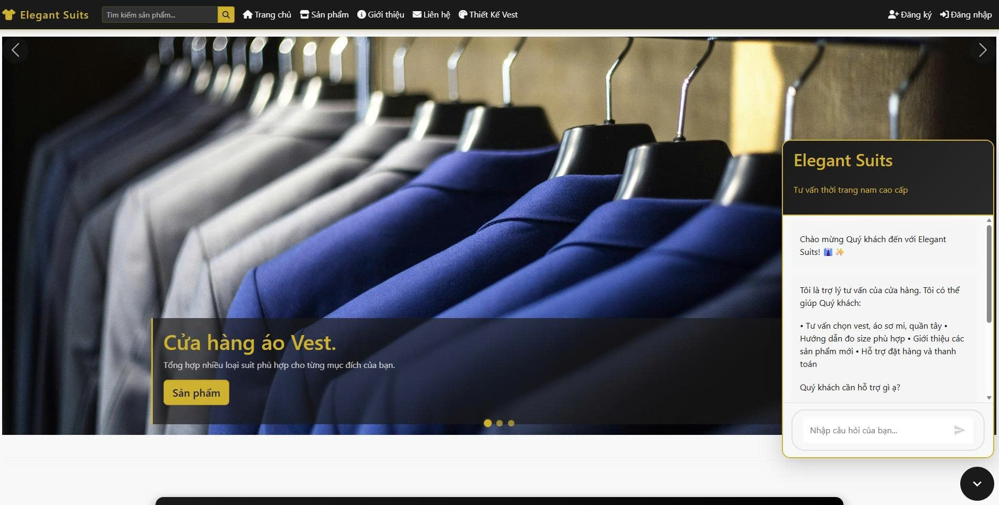 Elegant Suits
Tìm kiếm sản phẩm...
Trang chủ
Sản phẩm
Giới thiệu
Liên hệ
Thiết Kế Vest
Đăng ký
Đăng nhập
Cửa hàng áo Vest.
Tổng hợp nhiều loại suit phù hợp cho từng mục đích của bạn.
Sản phẩm
Elegant Suits
Tư vấn thời trang nam cao cấp
Chào mừng Quý khách đến với Elegant
Suits! 👔 ✨
Tôi là trợ lý tư vấn của cửa hàng. Tôi có thể
giúp Quý khách:
• Tư vấn chọn vest, áo sơ mi, quần tây •
Hướng dẫn đo size phù hợp • Giới thiệu các
sản phẩm mới • Hỗ trợ đặt hàng và thanh
toán
Quý khách cần hỗ trợ gì ạ?
Nhập câu hỏi của bạn...